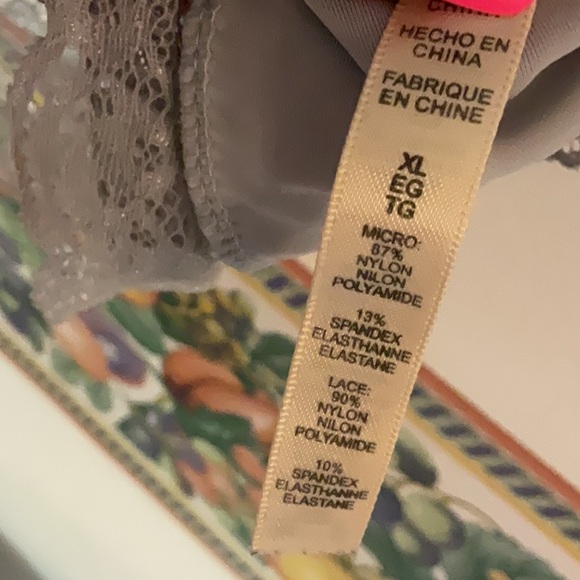 CHINA
HECHO EN
CHINA
FABRIQUE
EN CHINE
XL
EG
TG
MICRO:
87%
NYLON
NILON
POLYAMIDE
13%
SPANDEX
ELASTHANNE
ELASTANE
LACE:
90%
NYLON
NILON
POLYAMIDE
10%
SPANDEX
ELASTHANNE
ELASTANE